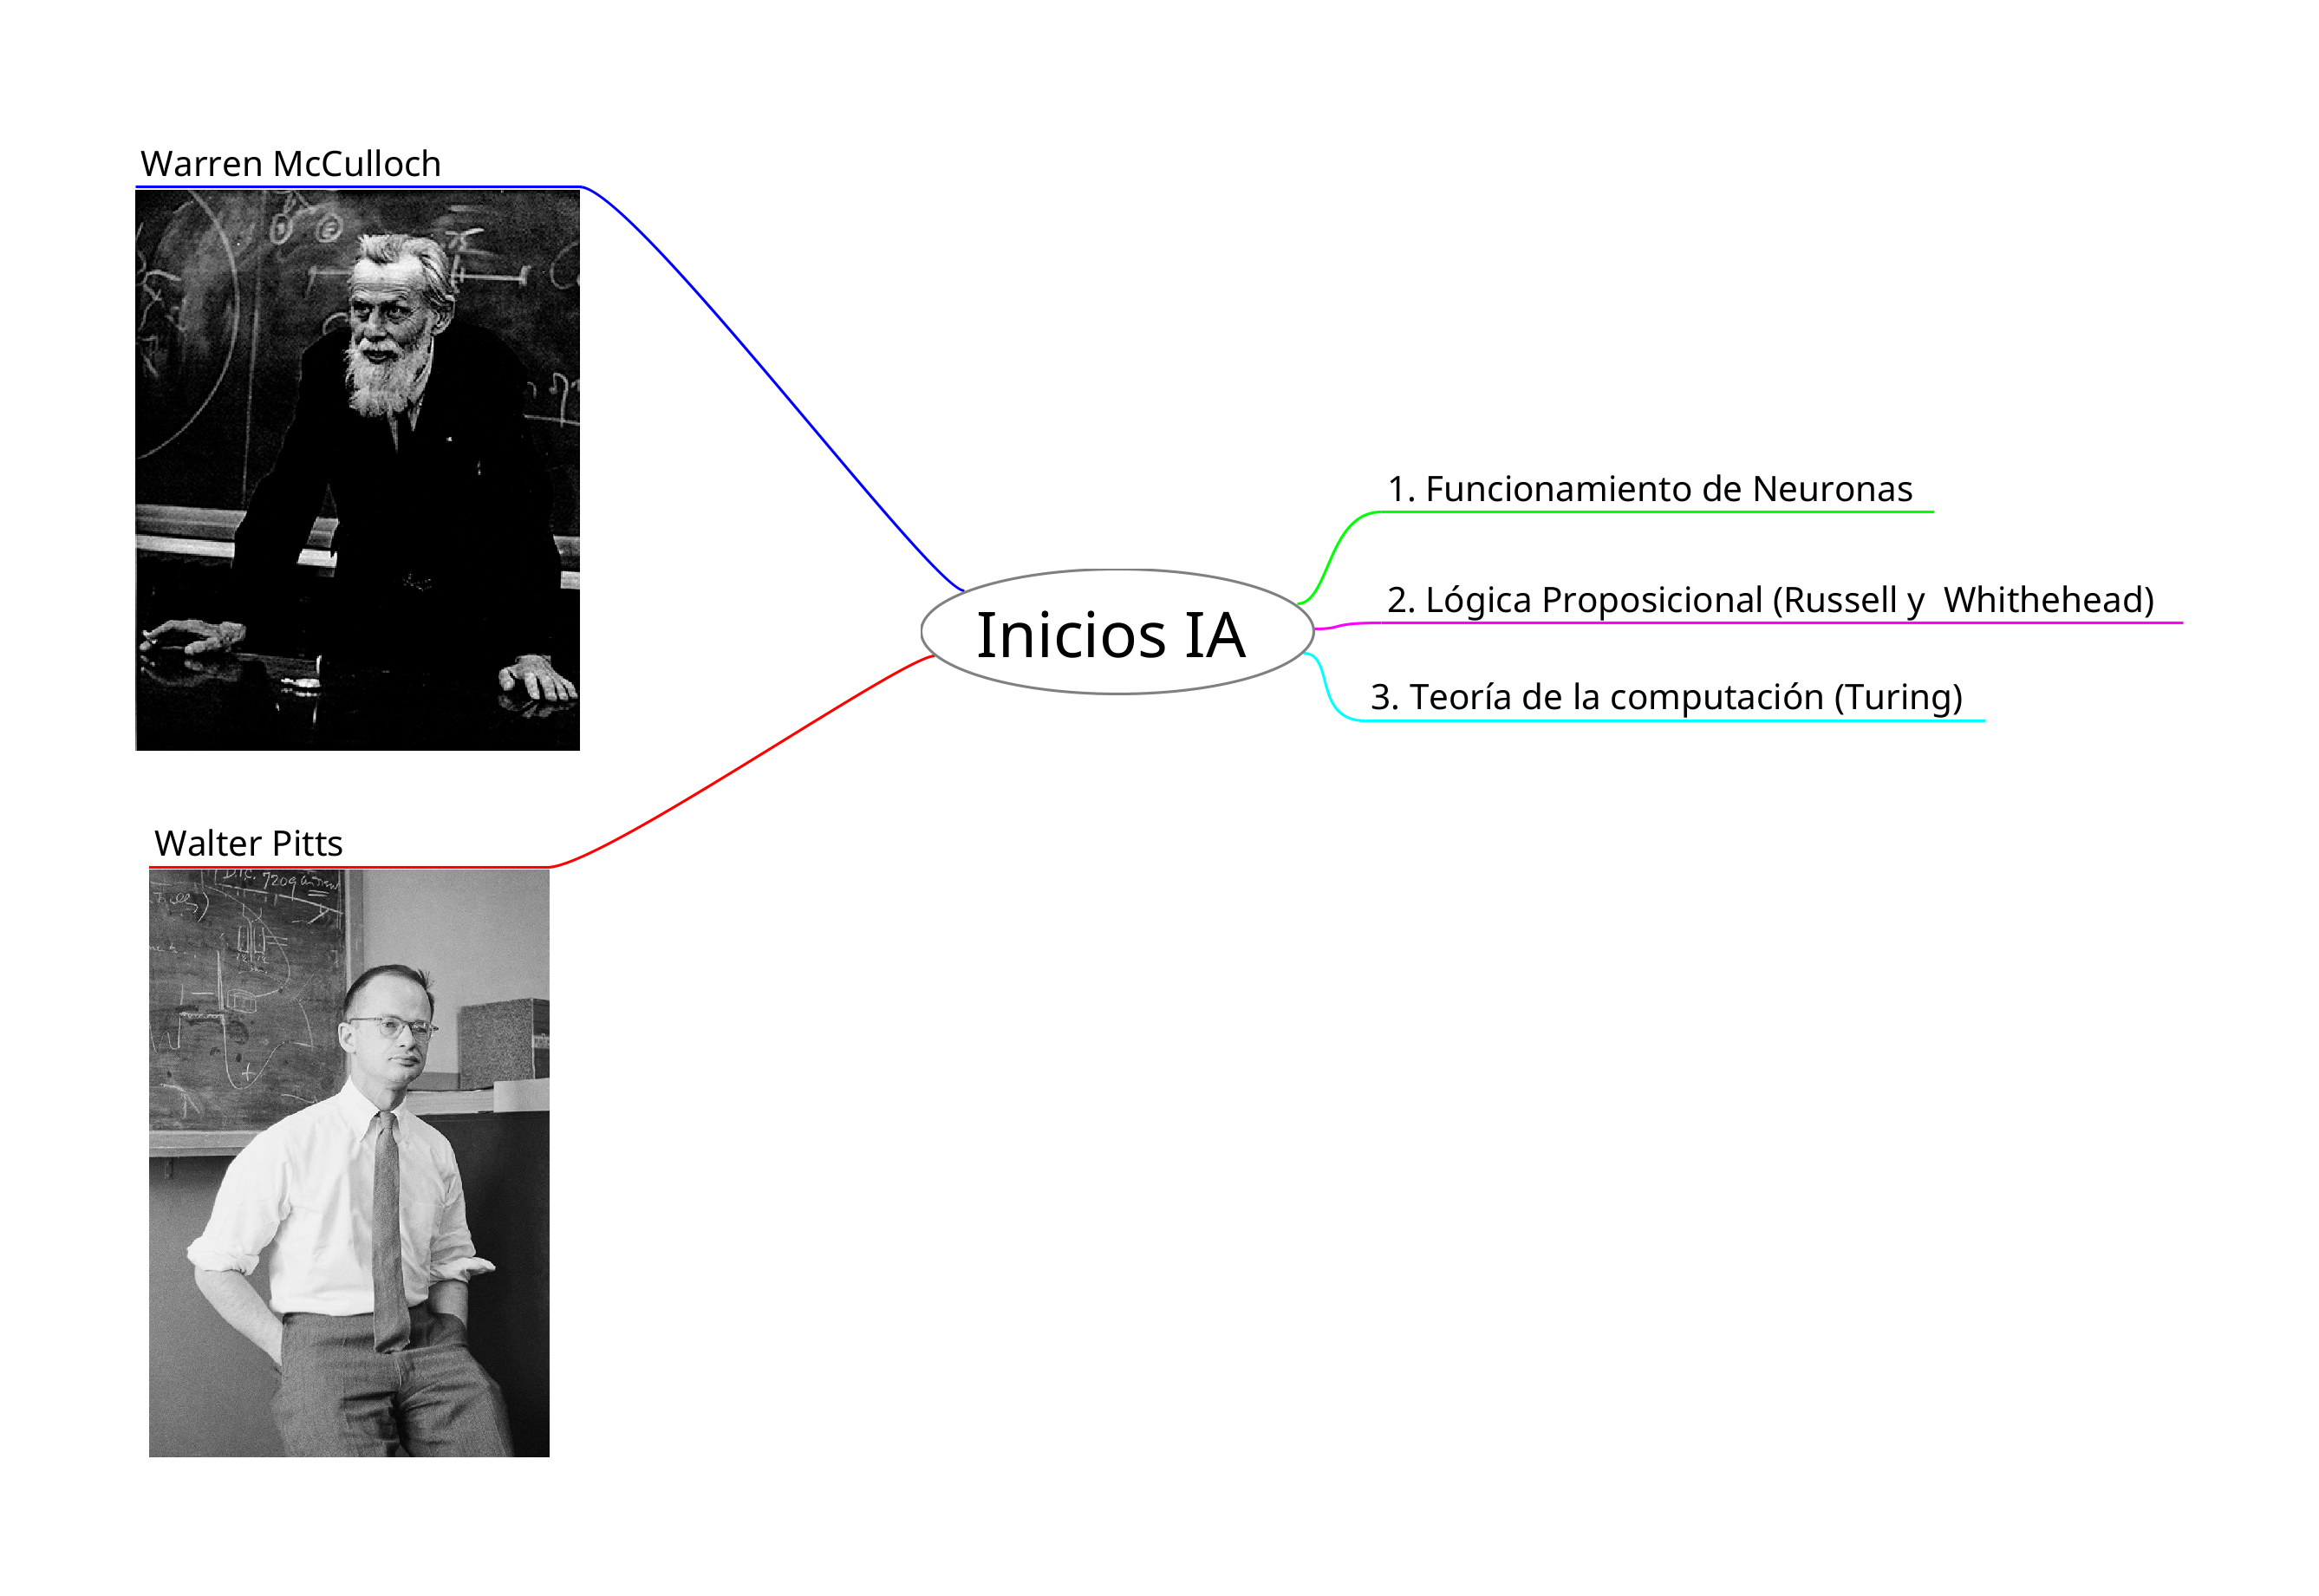 Warren McCulloch
Walter Pitts
Inicios IA
1. Funcionamiento de Neuronas
2. Lógica Proposicional (Russell y  Whithehead)
3. Teoría de la computación (Turing)